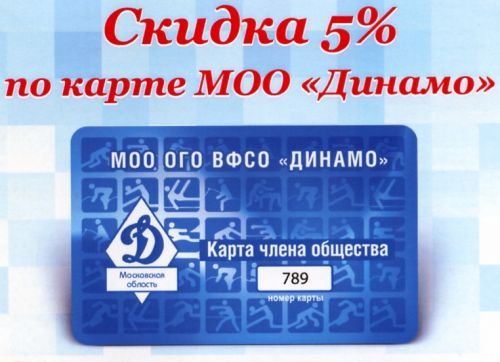 Скидка 5%
по карте МОО «Динамо»
МОО ОГО ВФСО «ДИНАМО»
Д
Московская
область
Карта члена общества
789
номер карты